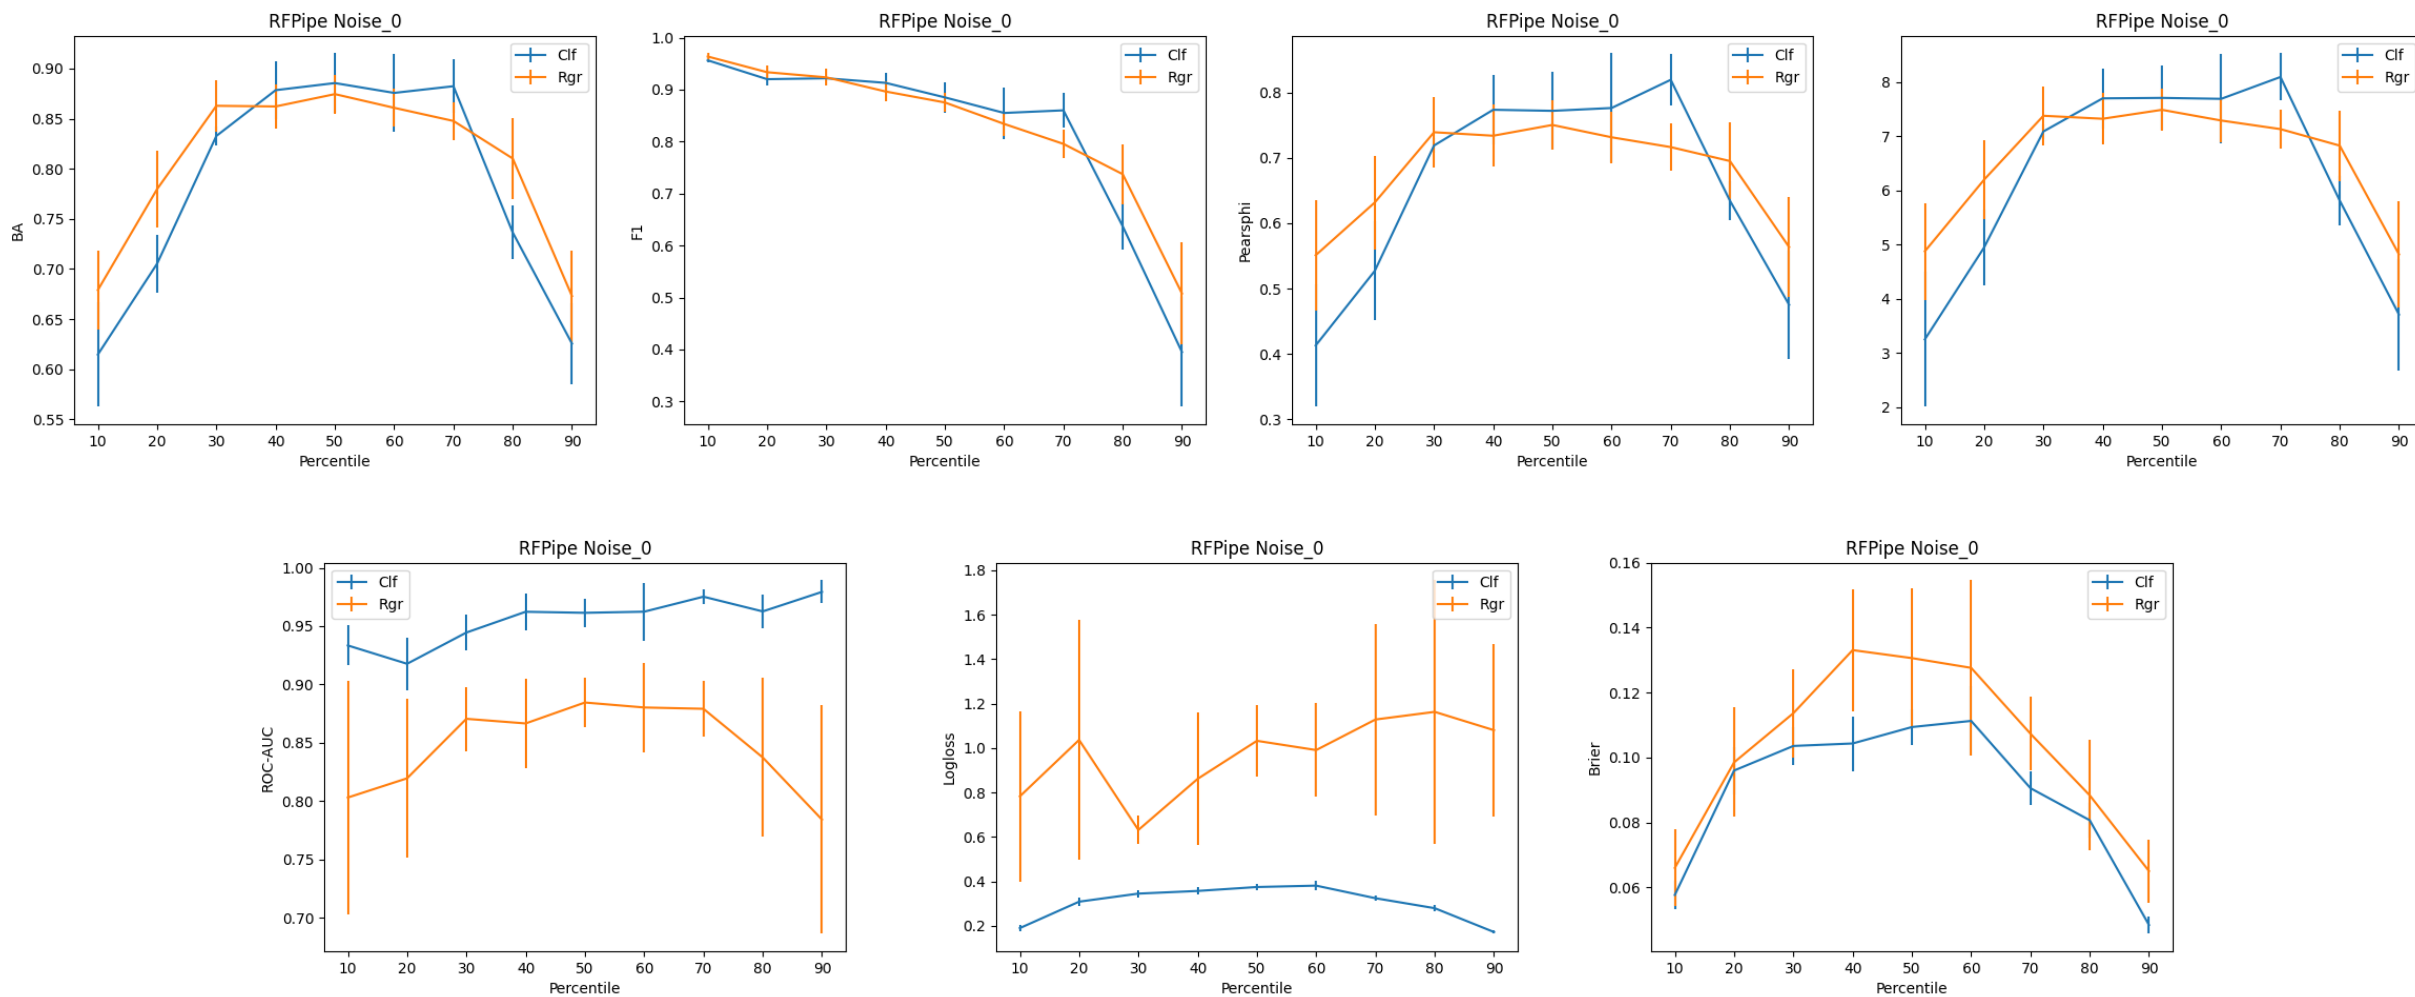 RFPipe Noise_0
BA
0.90
0.85
0.80
0.75
0.70
0.65
0.60
0.55
Clf
Rgr
10 20 30 40 50 60 70 80 90
Percentile
RFPipe Noise_0
F1
1.0
0.9
0.8
0.7
0.6
0.5
0.4
0.3
Clf
Rgr
10 20 30 40 50 60 70 80 90
Percentile
RFPipe Noise_0
Pearsphi
0.8
0.7
0.6
0.5
0.4
0.3
Clf
Rgr
10 20 30 40 50 60 70 80 90
Percentile
RFPipe Noise_0
8
7
6
5
4
3
2
Clf
Rgr
10 20 30 40 50 60 70 80 90
Percentile
RFPipe Noise_0
ROC-AUC
1.00
0.95
0.90
0.85
0.80
0.75
0.70
Clf
Rgr
10 20 30 40 50 60 70 80 90
Percentile
RFPipe Noise_0
Logloss
1.8
1.6
1.4
1.2
1.0
0.8
0.6
0.4
0.2
Clf
Rgr
10 20 30 40 50 60 70 80 90
Percentile
RFPipe Noise_0
Brier
0.16
0.14
0.12
0.10
0.08
0.06
Clf
Rgr
10 20 30 40 50 60 70 80 90
Percentile